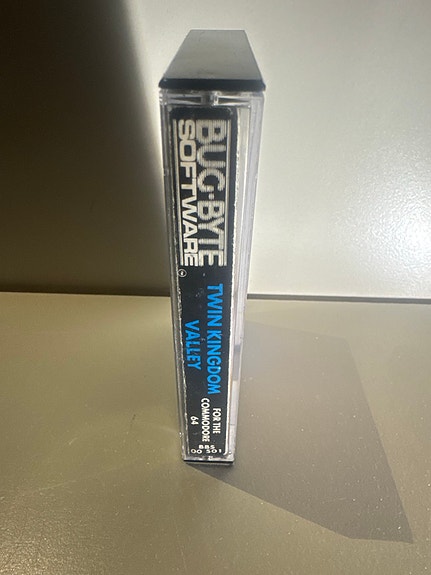 BUG-BYTE
SOFTWARE
TWIN KINGDOM
VALLEY
FOR THE
COMMODORE
64